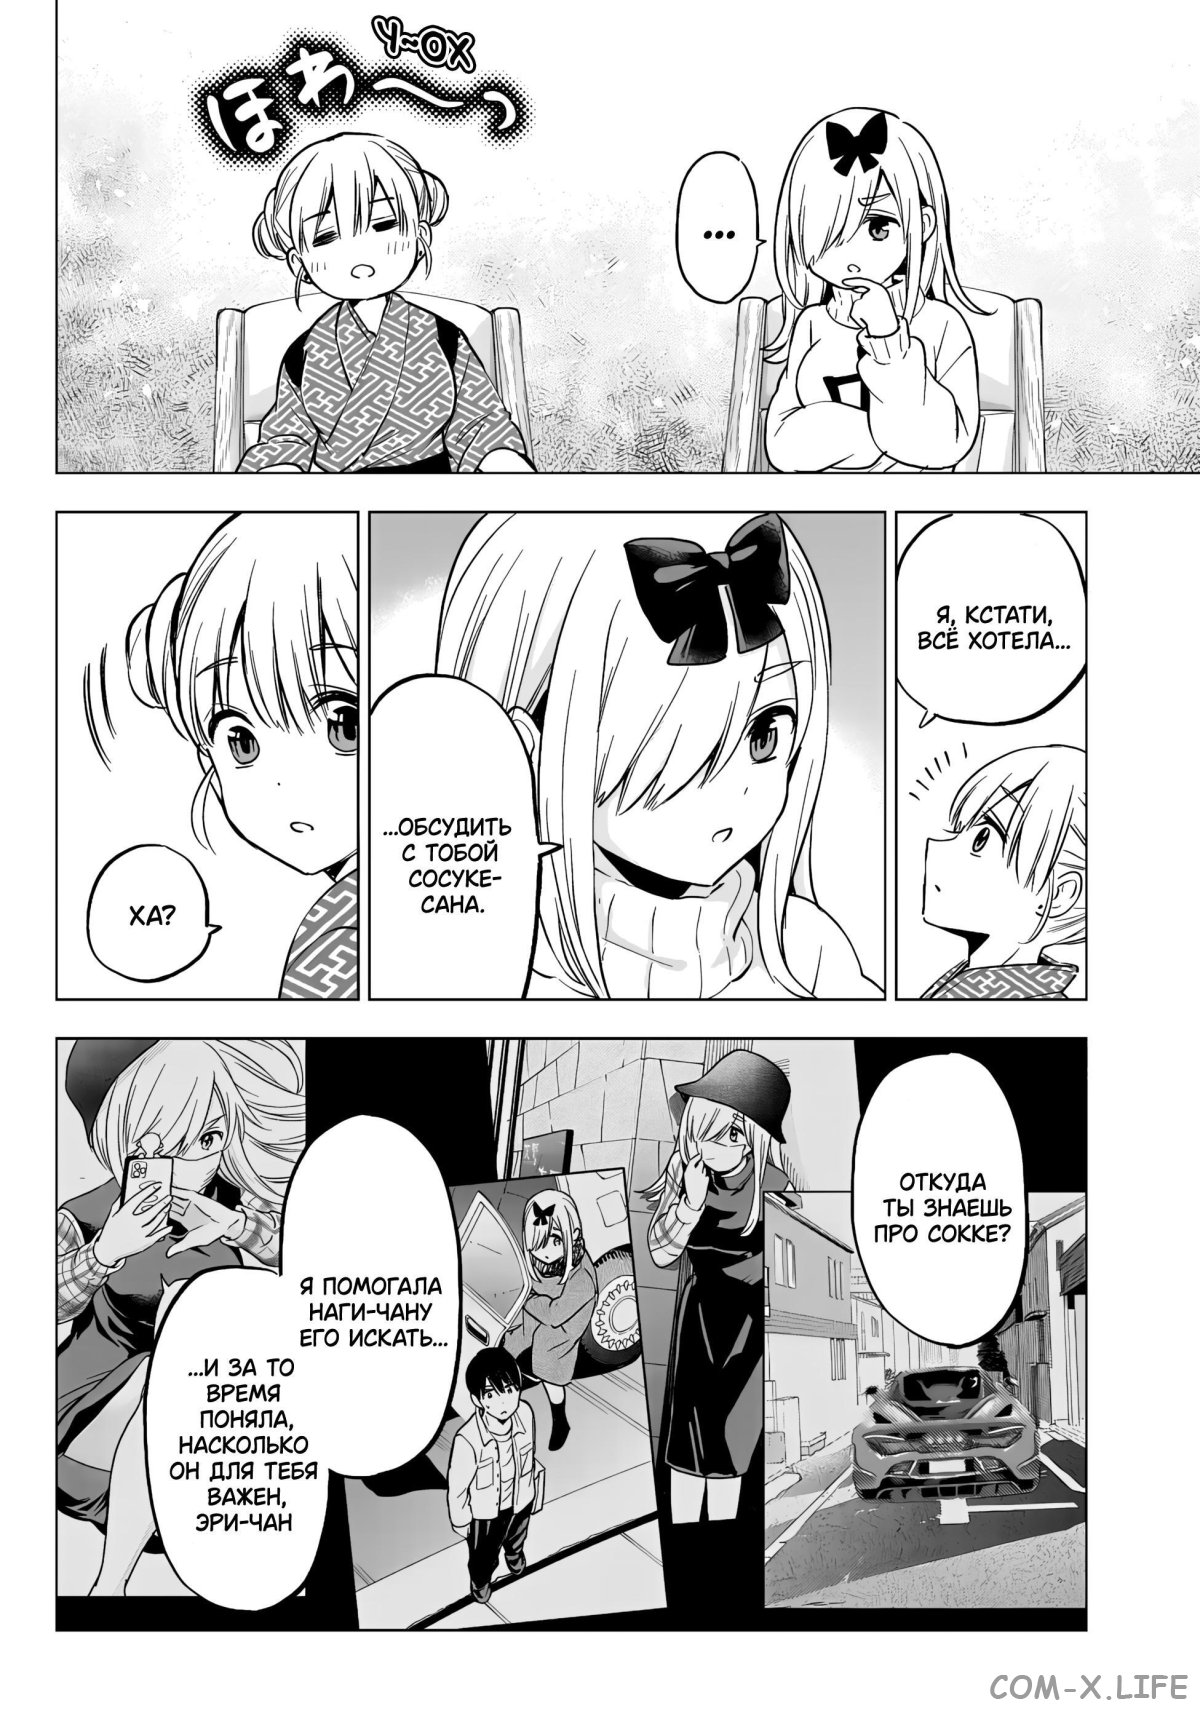 У~ОХ
ほわ〜っ
...
Я, КСТАТИ,
ВСЁ ХОТЕЛА...
...ОБСУДИТЬ
С ТОБОЙ
СОСУКЕ-
САНА.
ХА?
ОТКУДА
ТЫ ЗНАЕШЬ
ПРО СОККЕ?
Я ПОМОГАЛА
НАГИ-ЧАНУ
ЕГО ИСКАТЬ...
...И ЗА ТО
ВРЕМЯ
ПОНЯЛА,
НАСКОЛЬКО
ОН ДЛЯ ТЕБЯ
ВАЖЕН,
ЭРИ-ЧАН
COM-X.LIFE